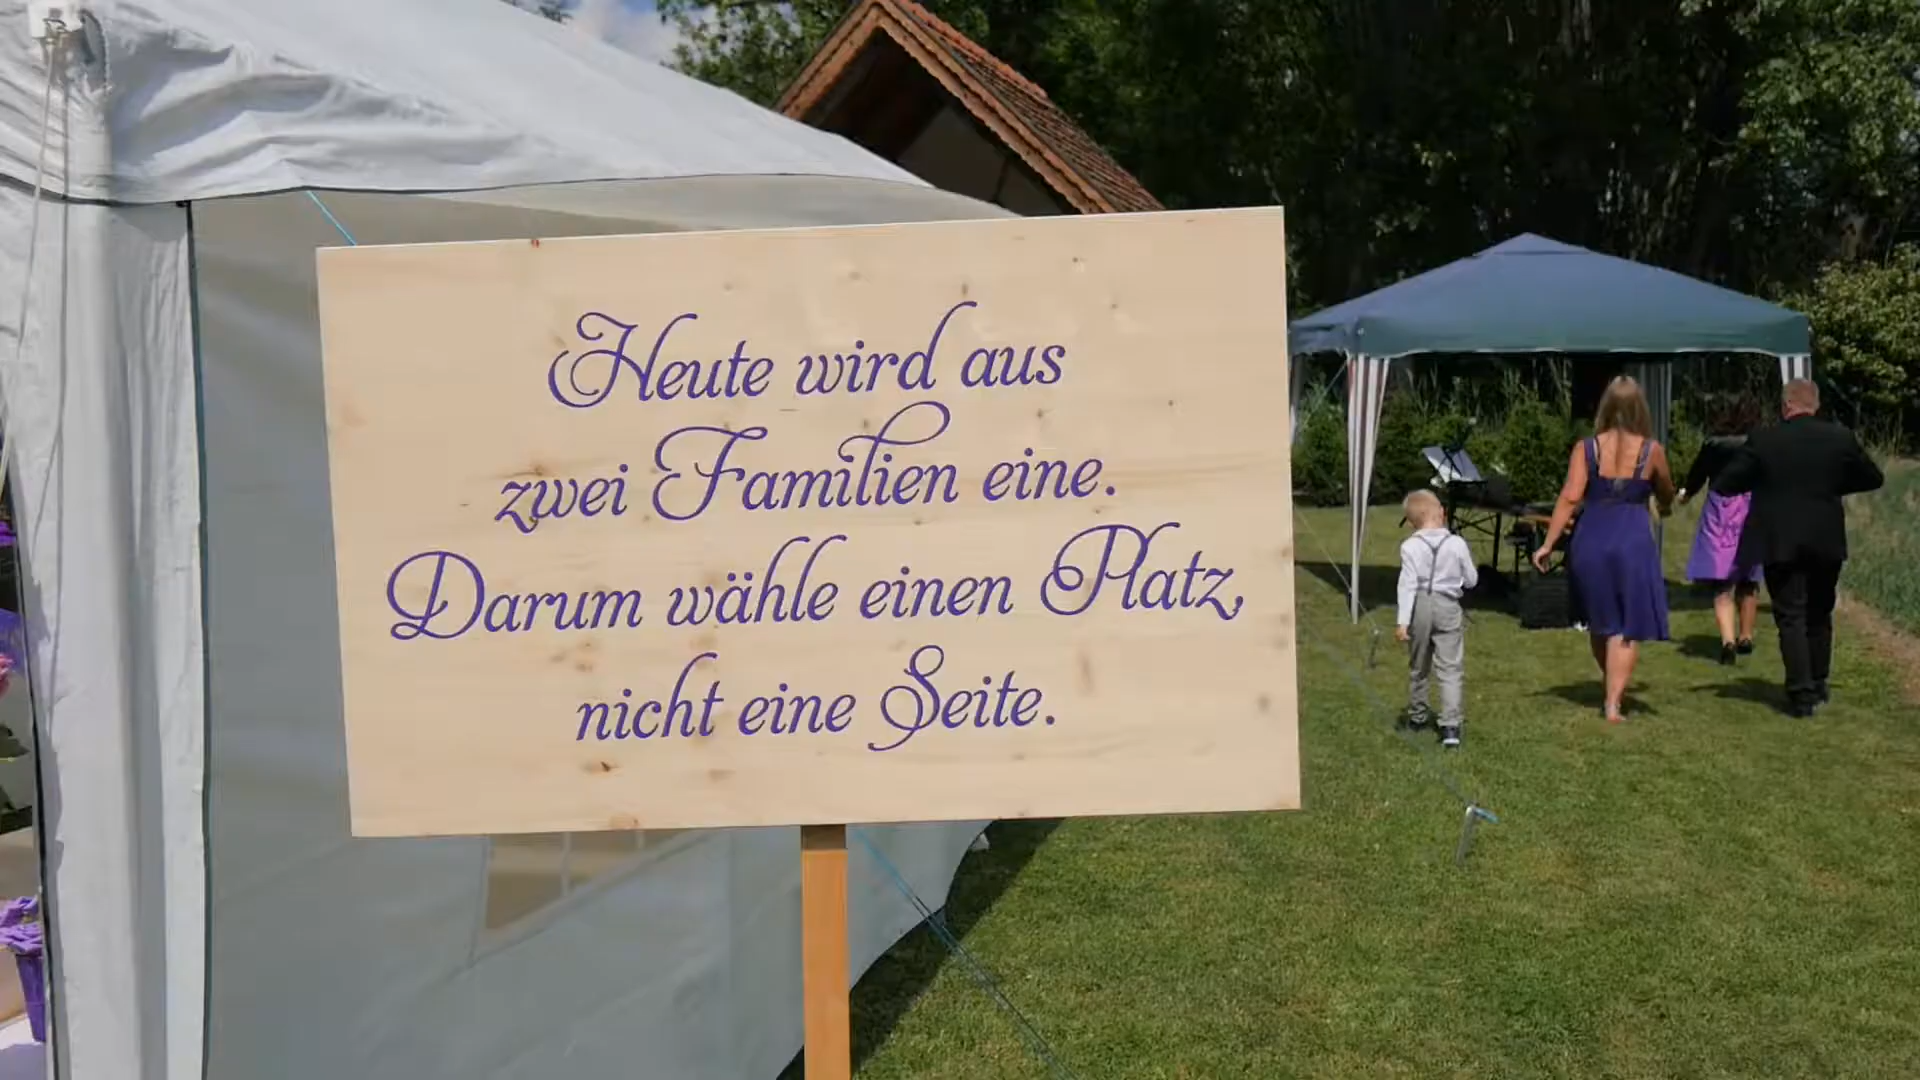 Heute wird aus
zwei Familien eine.
Darum wähle einen Platz,
nicht eine Seite.